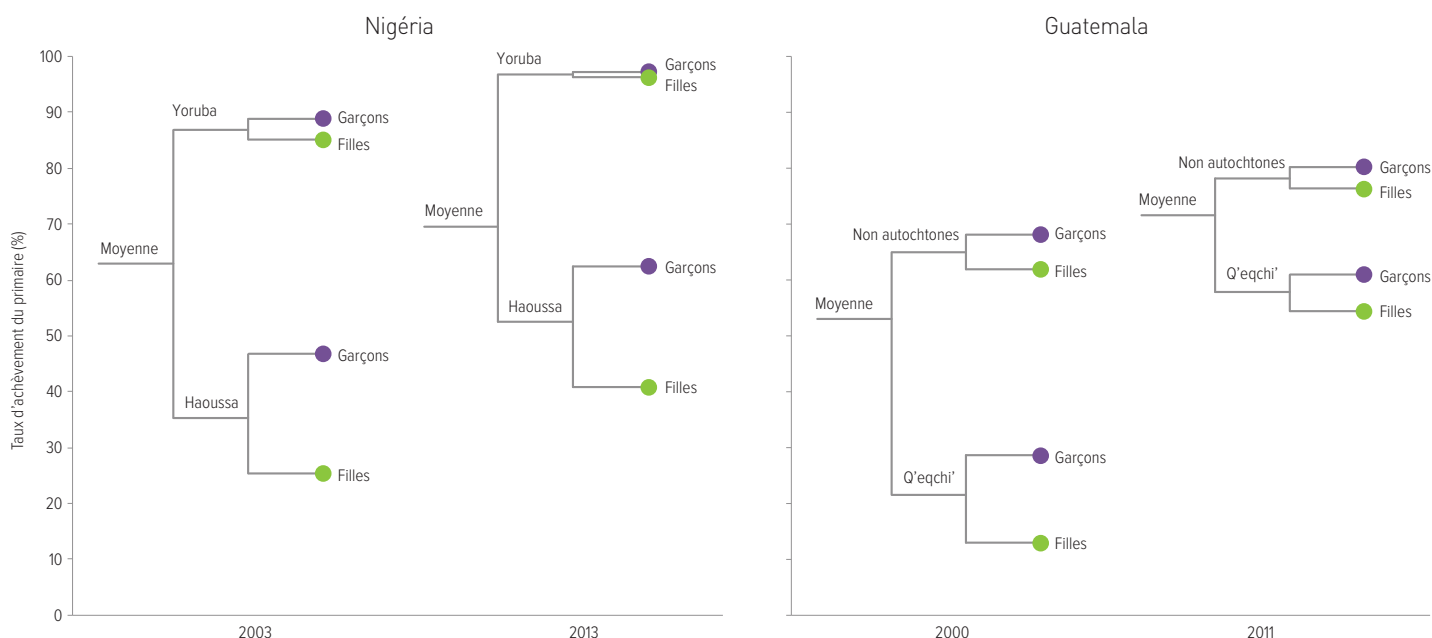 Nigéria
Guatemala
Taux d'achèvement du primaire (%)
100
90
80
70
60
50
40
30
20
10
0
Moyenne
Yoruba
Garçons
Filles
Haoussa
Garçons
Filles
2003
Moyenne
Yoruba
Garçons
Filles
Haoussa
Garçons
Filles
2013
Moyenne
Non autochtones
Garçons
Filles
Q'eqchi'
Garçons
Filles
2000
Moyenne
Non autochtones
Garçons
Filles
Q'eqchi'
Garçons
Filles
2011